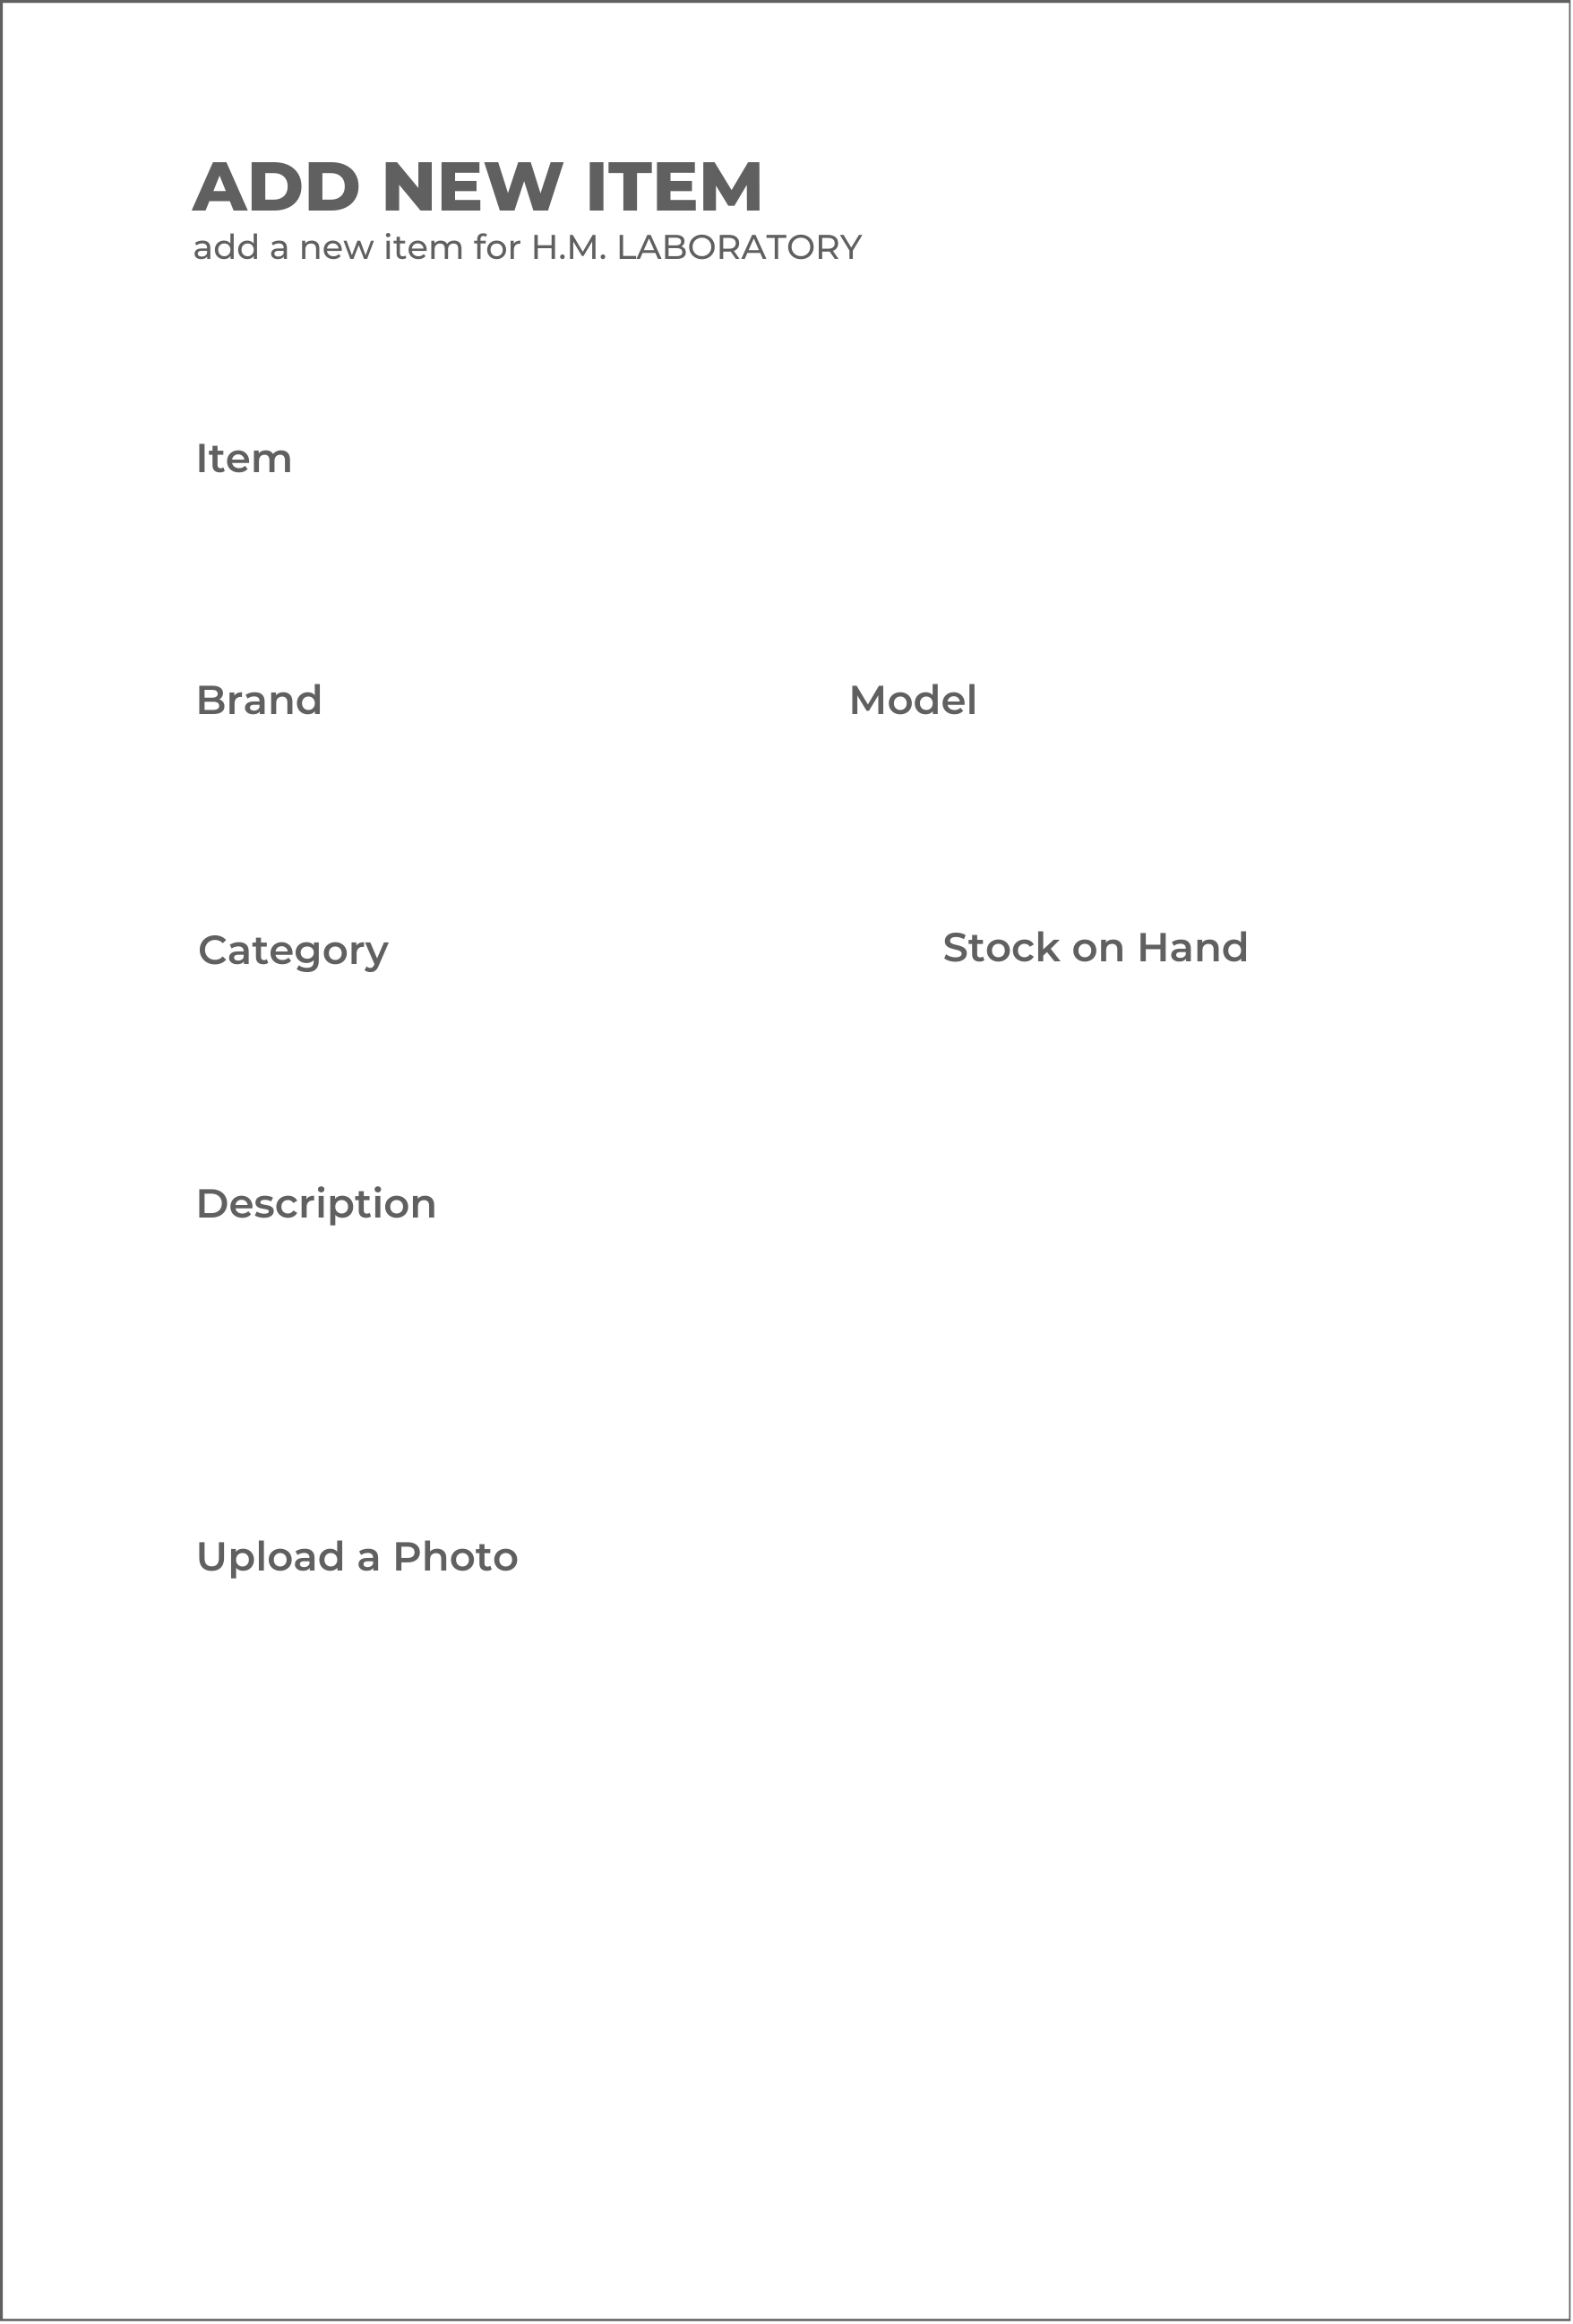 ADD NEW ITEM
add a new item for H.M. LABORATORY
Item
Brand
Model
Category
Stock on Hand
Description
Upload a Photo